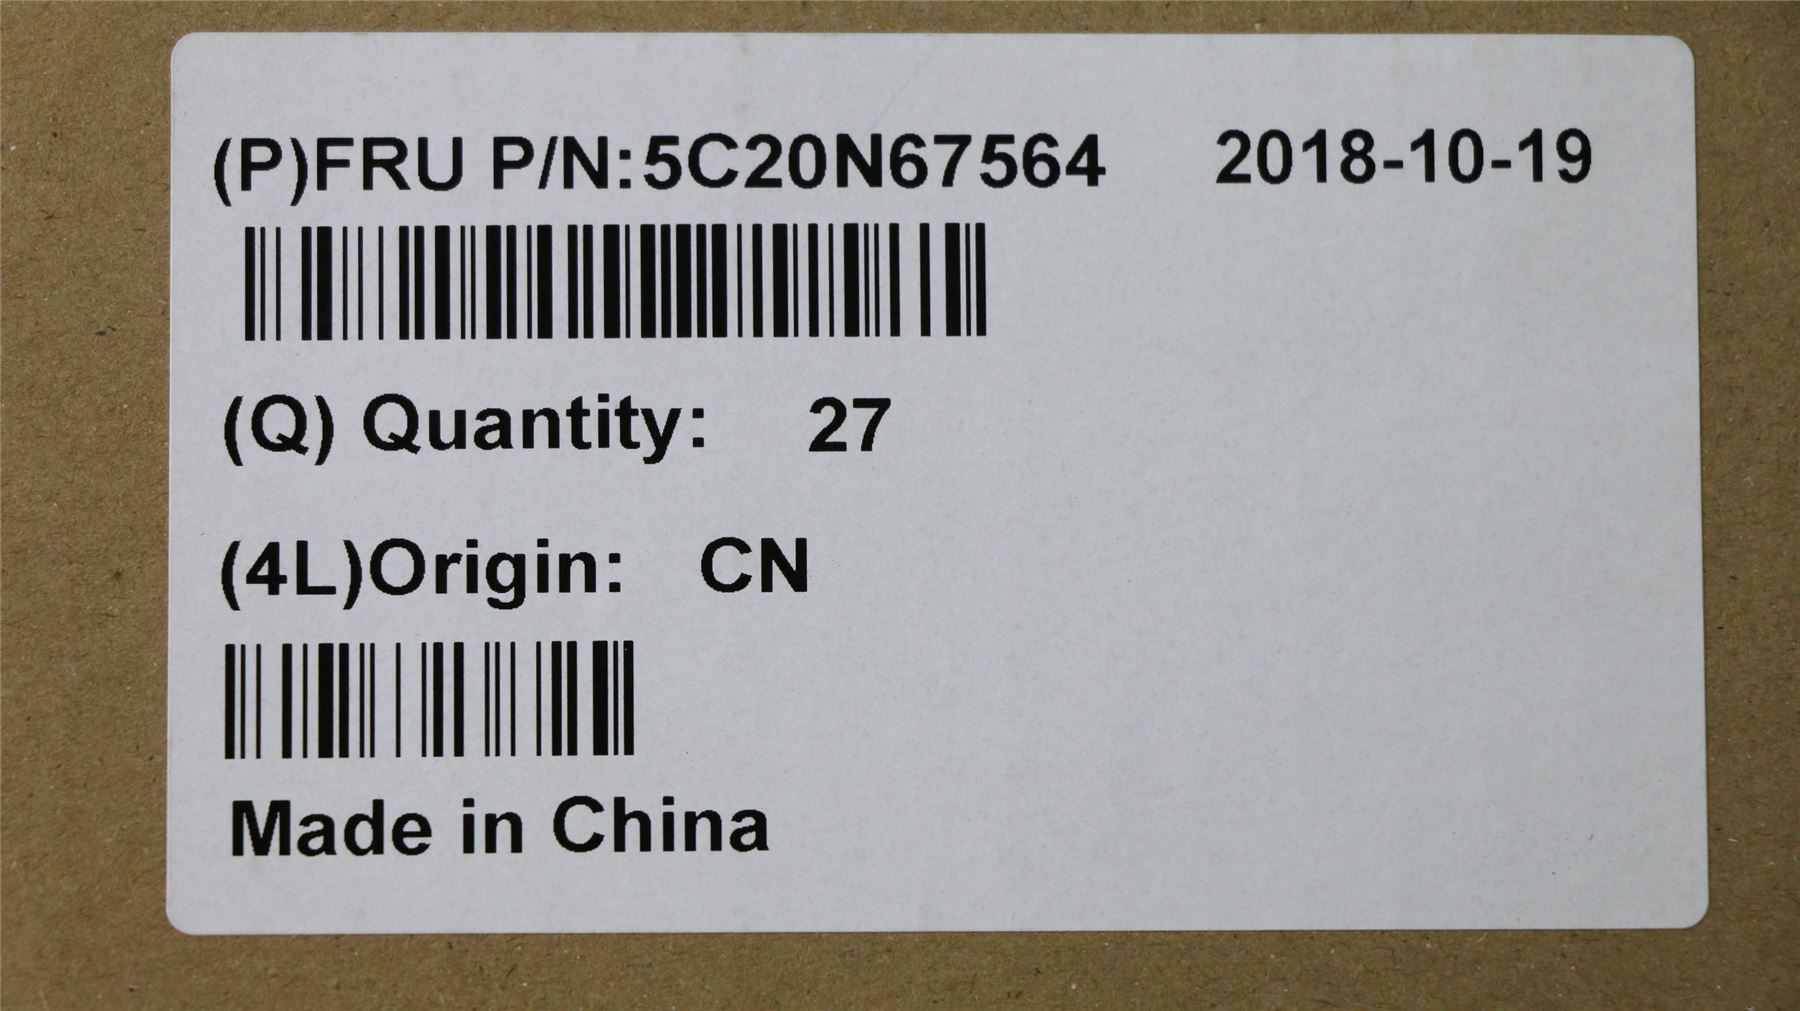 (P)FRU P/N:5C20N67564 2018-10-19
(Q) Quantity: 27
(4L)Origin: CN
Made in China